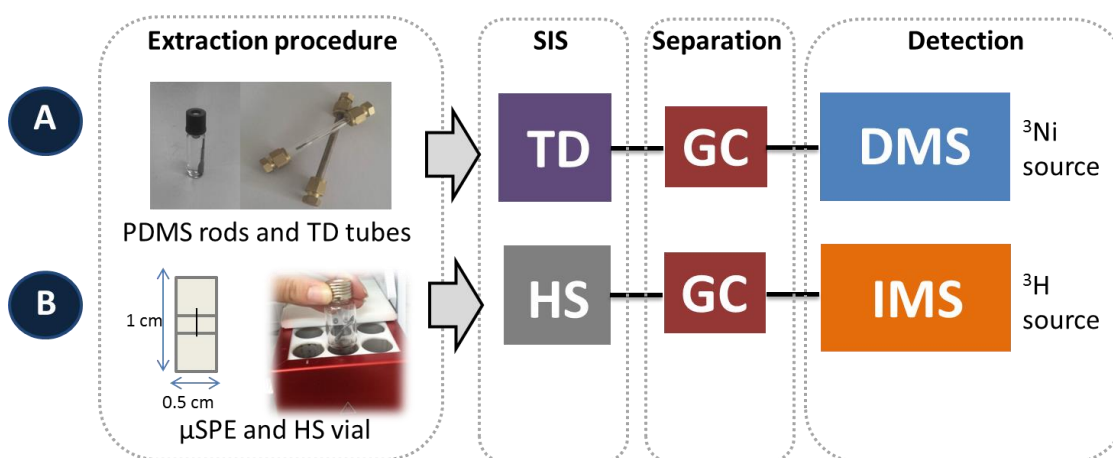 Extraction procedure
SIS
Separation
Detection
A
TD
GC
DMS
³Ni
source
PDMS rods and TD tubes
B
1 cm
0.5 cm
HS
GC
IMS
³H
source
µSPE and HS vial